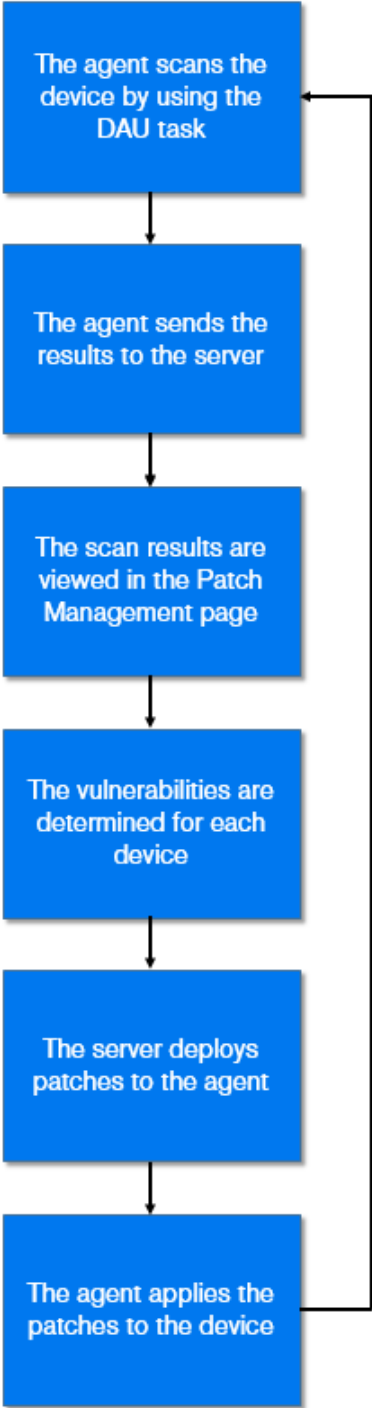 The agent scans the
device by using the
DAU task
The agent sends the
results to the server
The scan results are
viewed in the Patch
Management page
The vulnerabilities are
determined for each
device
The server deploys
patches to the agent
The agent applies the
patches to the device